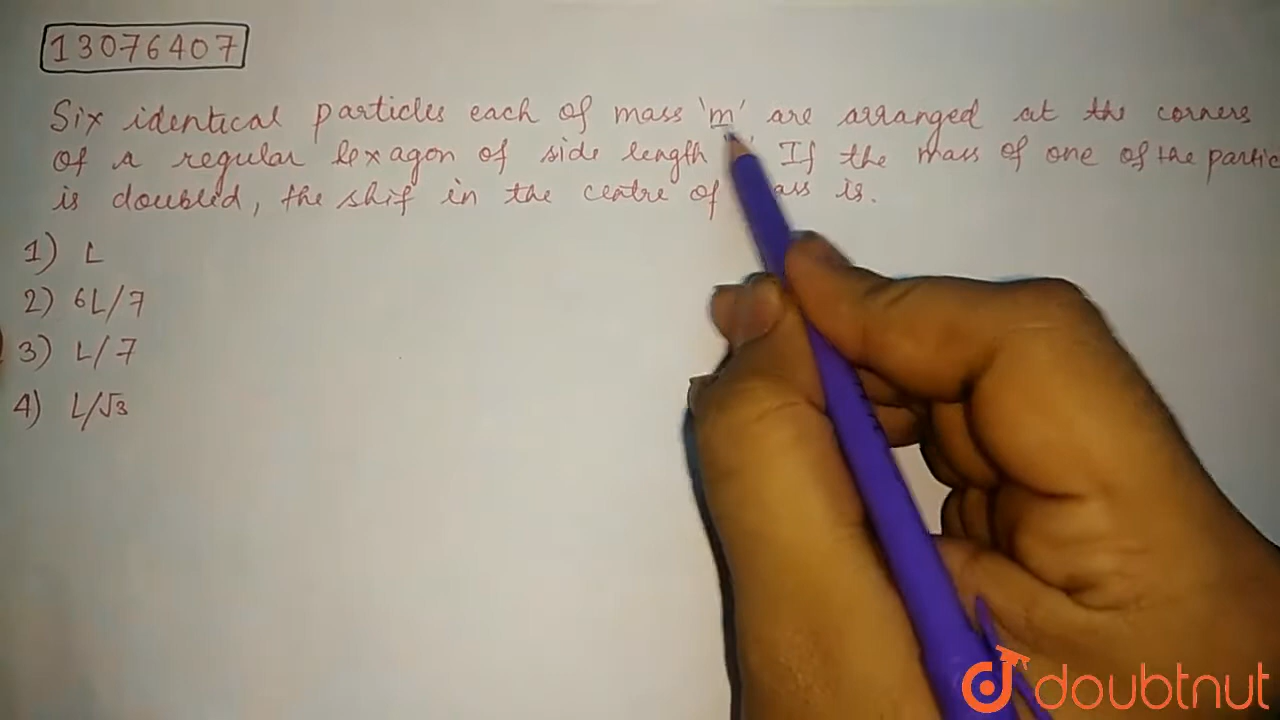 13076407
Six identical particles each of mass 'm' are arranged at the corners
Of a regular hexagon of side length If the mass of one of the partic
is doubled, the shif in the centre of ass is.
1) L
2) 6L/7
3) L/7
4) L/√3
doubtnut